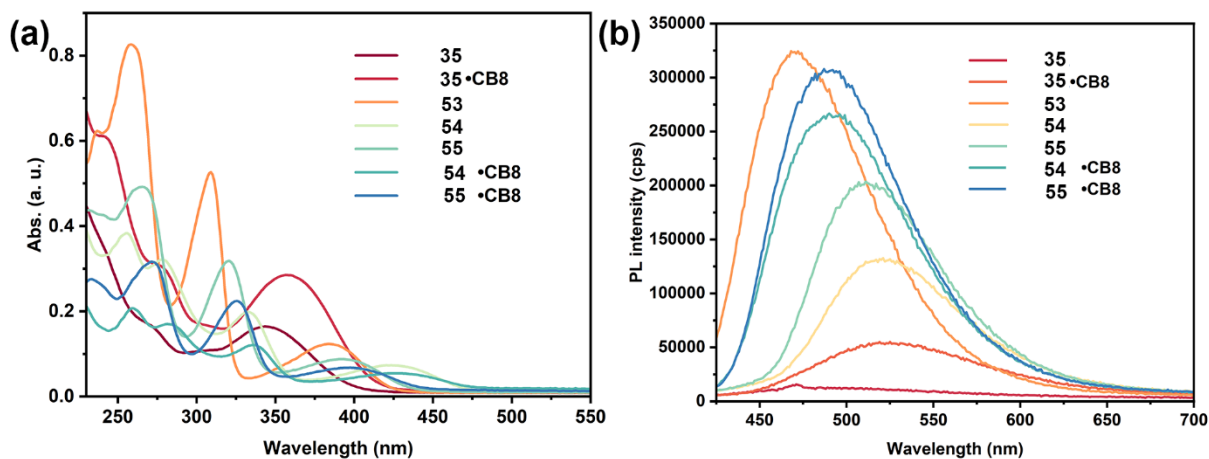 (a)
0.8
0.6
0.4
0.2
0.0
Abs. (a. u.)
35
35 •CB8
53
54
55
54 •CB8
55 •CB8
250 300 350 400 450 500 550
Wavelength (nm)
(b)
350000
300000
250000
200000
150000
100000
50000
0
PL intensity (cps)
35
35 •CB8
53
54
55
54 •CB8
55 •CB8
450 500 550 600 650 700
Wavelength (nm)